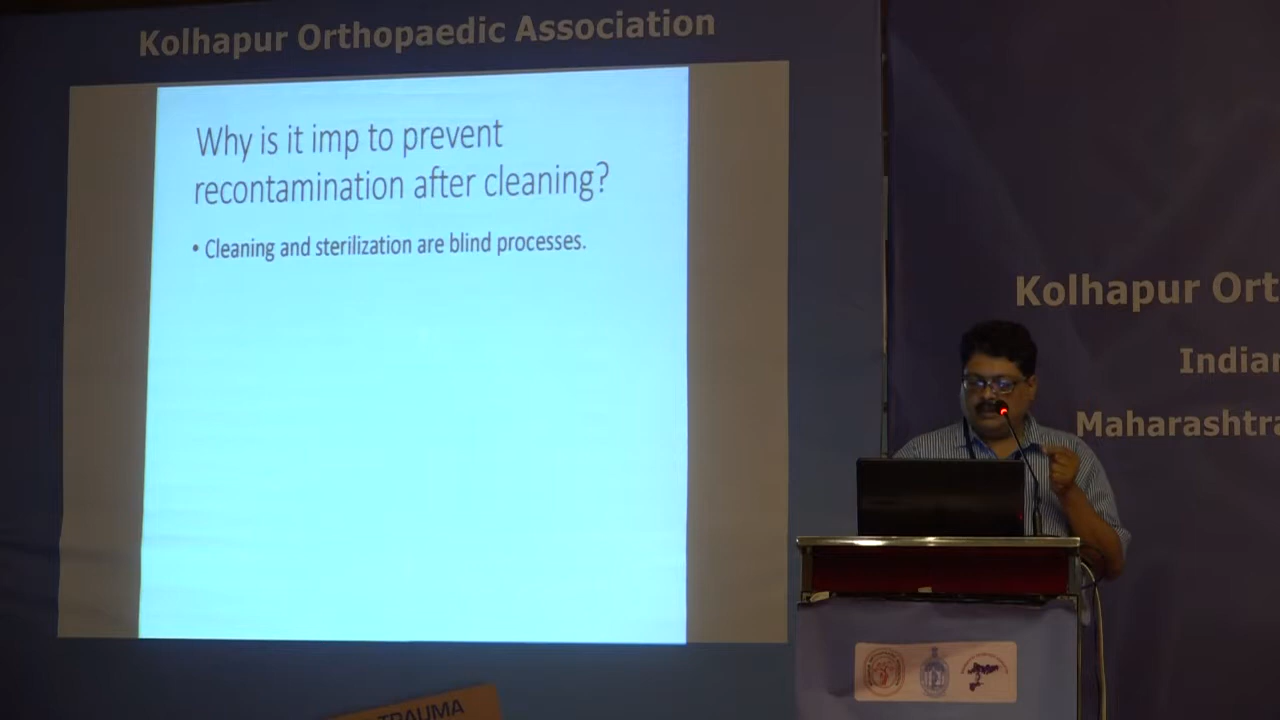 Kolhapur Orthopaedic Association
Why is it imp to prevent
recontamination after cleaning?
• Cleaning and sterilization are blind processes.
Kolhapur Ort
Indian
Maharashtra
TRAUMA